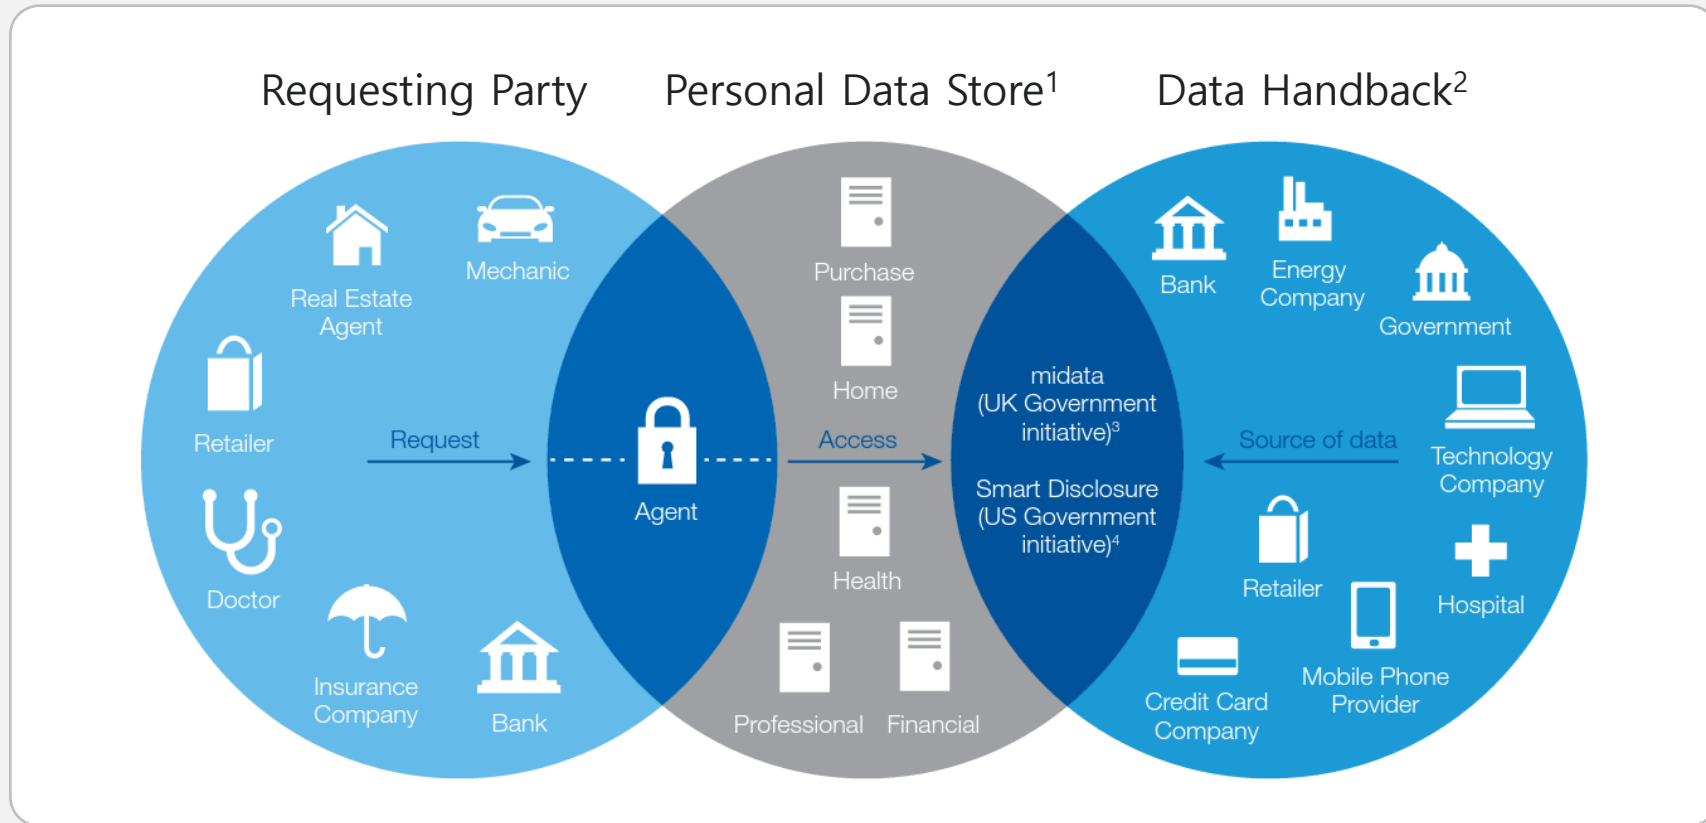 Requesting Party
Personal Data Store¹
Data Handback²
Mechanic
Real Estate
Agent
Retailer
Request
Doctor
Insurance
Company
Bank
Agent
Purchase
Home
Access
Health
Professional
Financial
midata
(UK Government
initiative)³
Smart Disclosure
(US Government
initiative)⁴
Bank
Energy
Company
Government
Source of data
Technology
Company
Retailer
Hospital
Mobile Phone
Provider
Credit Card
Company